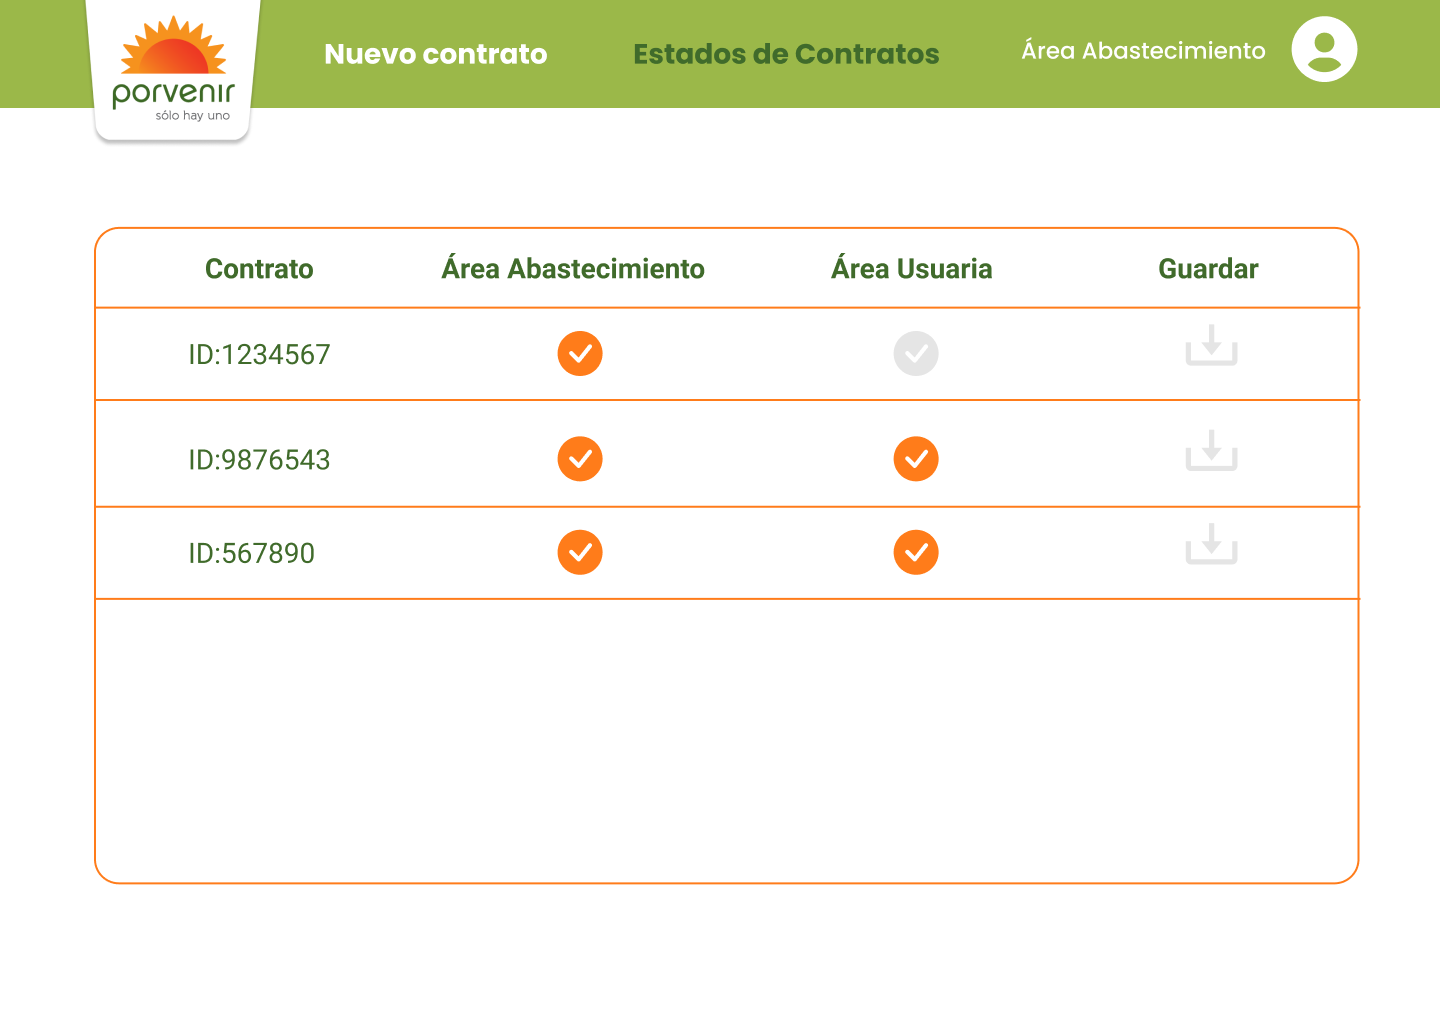 porvenir
sólo hay uno
Nuevo contrato
Estados de Contratos
Área Abastecimiento
Contrato
Área Abastecimiento
Área Usuaria
Guardar
ID:1234567
ID:9876543
ID:567890